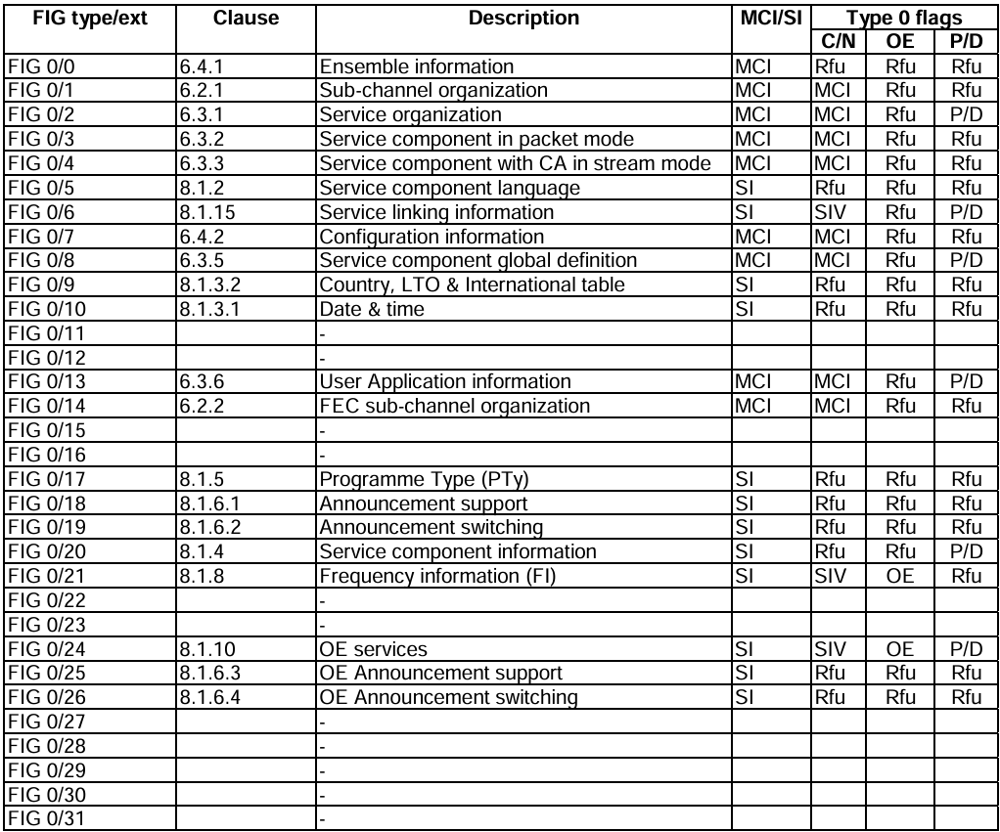 FIG type/ext Clause Description MCI/SI Type 0 flags
C/N OE P/D
FIG 0/0 6.4.1 Ensemble information MCI Rfu Rfu Rfu
FIG 0/1 6.2.1 Sub-channel organization MCI MCI Rfu Rfu
FIG 0/2 6.3.1 Service organization MCI MCI Rfu P/D
FIG 0/3 6.3.2 Service component in packet mode MCI MCI Rfu Rfu
FIG 0/4 6.3.3 Service component with CA in stream mode MCI MCI Rfu Rfu
FIG 0/5 8.1.2 Service component language SI Rfu Rfu Rfu
FIG 0/6 8.1.15 Service linking information SI SIV Rfu P/D
FIG 0/7 6.4.2 Configuration information MCI MCI Rfu Rfu
FIG 0/8 6.3.5 Service component global definition MCI MCI Rfu P/D
FIG 0/9 8.1.3.2 Country, LTO & International table SI Rfu Rfu Rfu
FIG 0/10 8.1.3.1 Date & time SI Rfu Rfu Rfu
FIG 0/11 -
FIG 0/12 -
FIG 0/13 6.3.6 User Application information MCI MCI Rfu P/D
FIG 0/14 6.2.2 FEC sub-channel organization MCI MCI Rfu Rfu
FIG 0/15 -
FIG 0/16 -
FIG 0/17 8.1.5 Programme Type (PTy) SI Rfu Rfu Rfu
FIG 0/18 8.1.6.1 Announcement support SI Rfu Rfu Rfu
FIG 0/19 8.1.6.2 Announcement switching SI Rfu Rfu Rfu
FIG 0/20 8.1.4 Service component information SI Rfu Rfu P/D
FIG 0/21 8.1.8 Frequency information (FI) SI SIV OE Rfu
FIG 0/22 -
FIG 0/23 -
FIG 0/24 8.1.10 OE services SI SIV OE P/D
FIG 0/25 8.1.6.3 OE Announcement support SI Rfu Rfu Rfu
FIG 0/26 8.1.6.4 OE Announcement switching SI Rfu Rfu Rfu
FIG 0/27 -
FIG 0/28 -
FIG 0/29 -
FIG 0/30 -
FIG 0/31 -